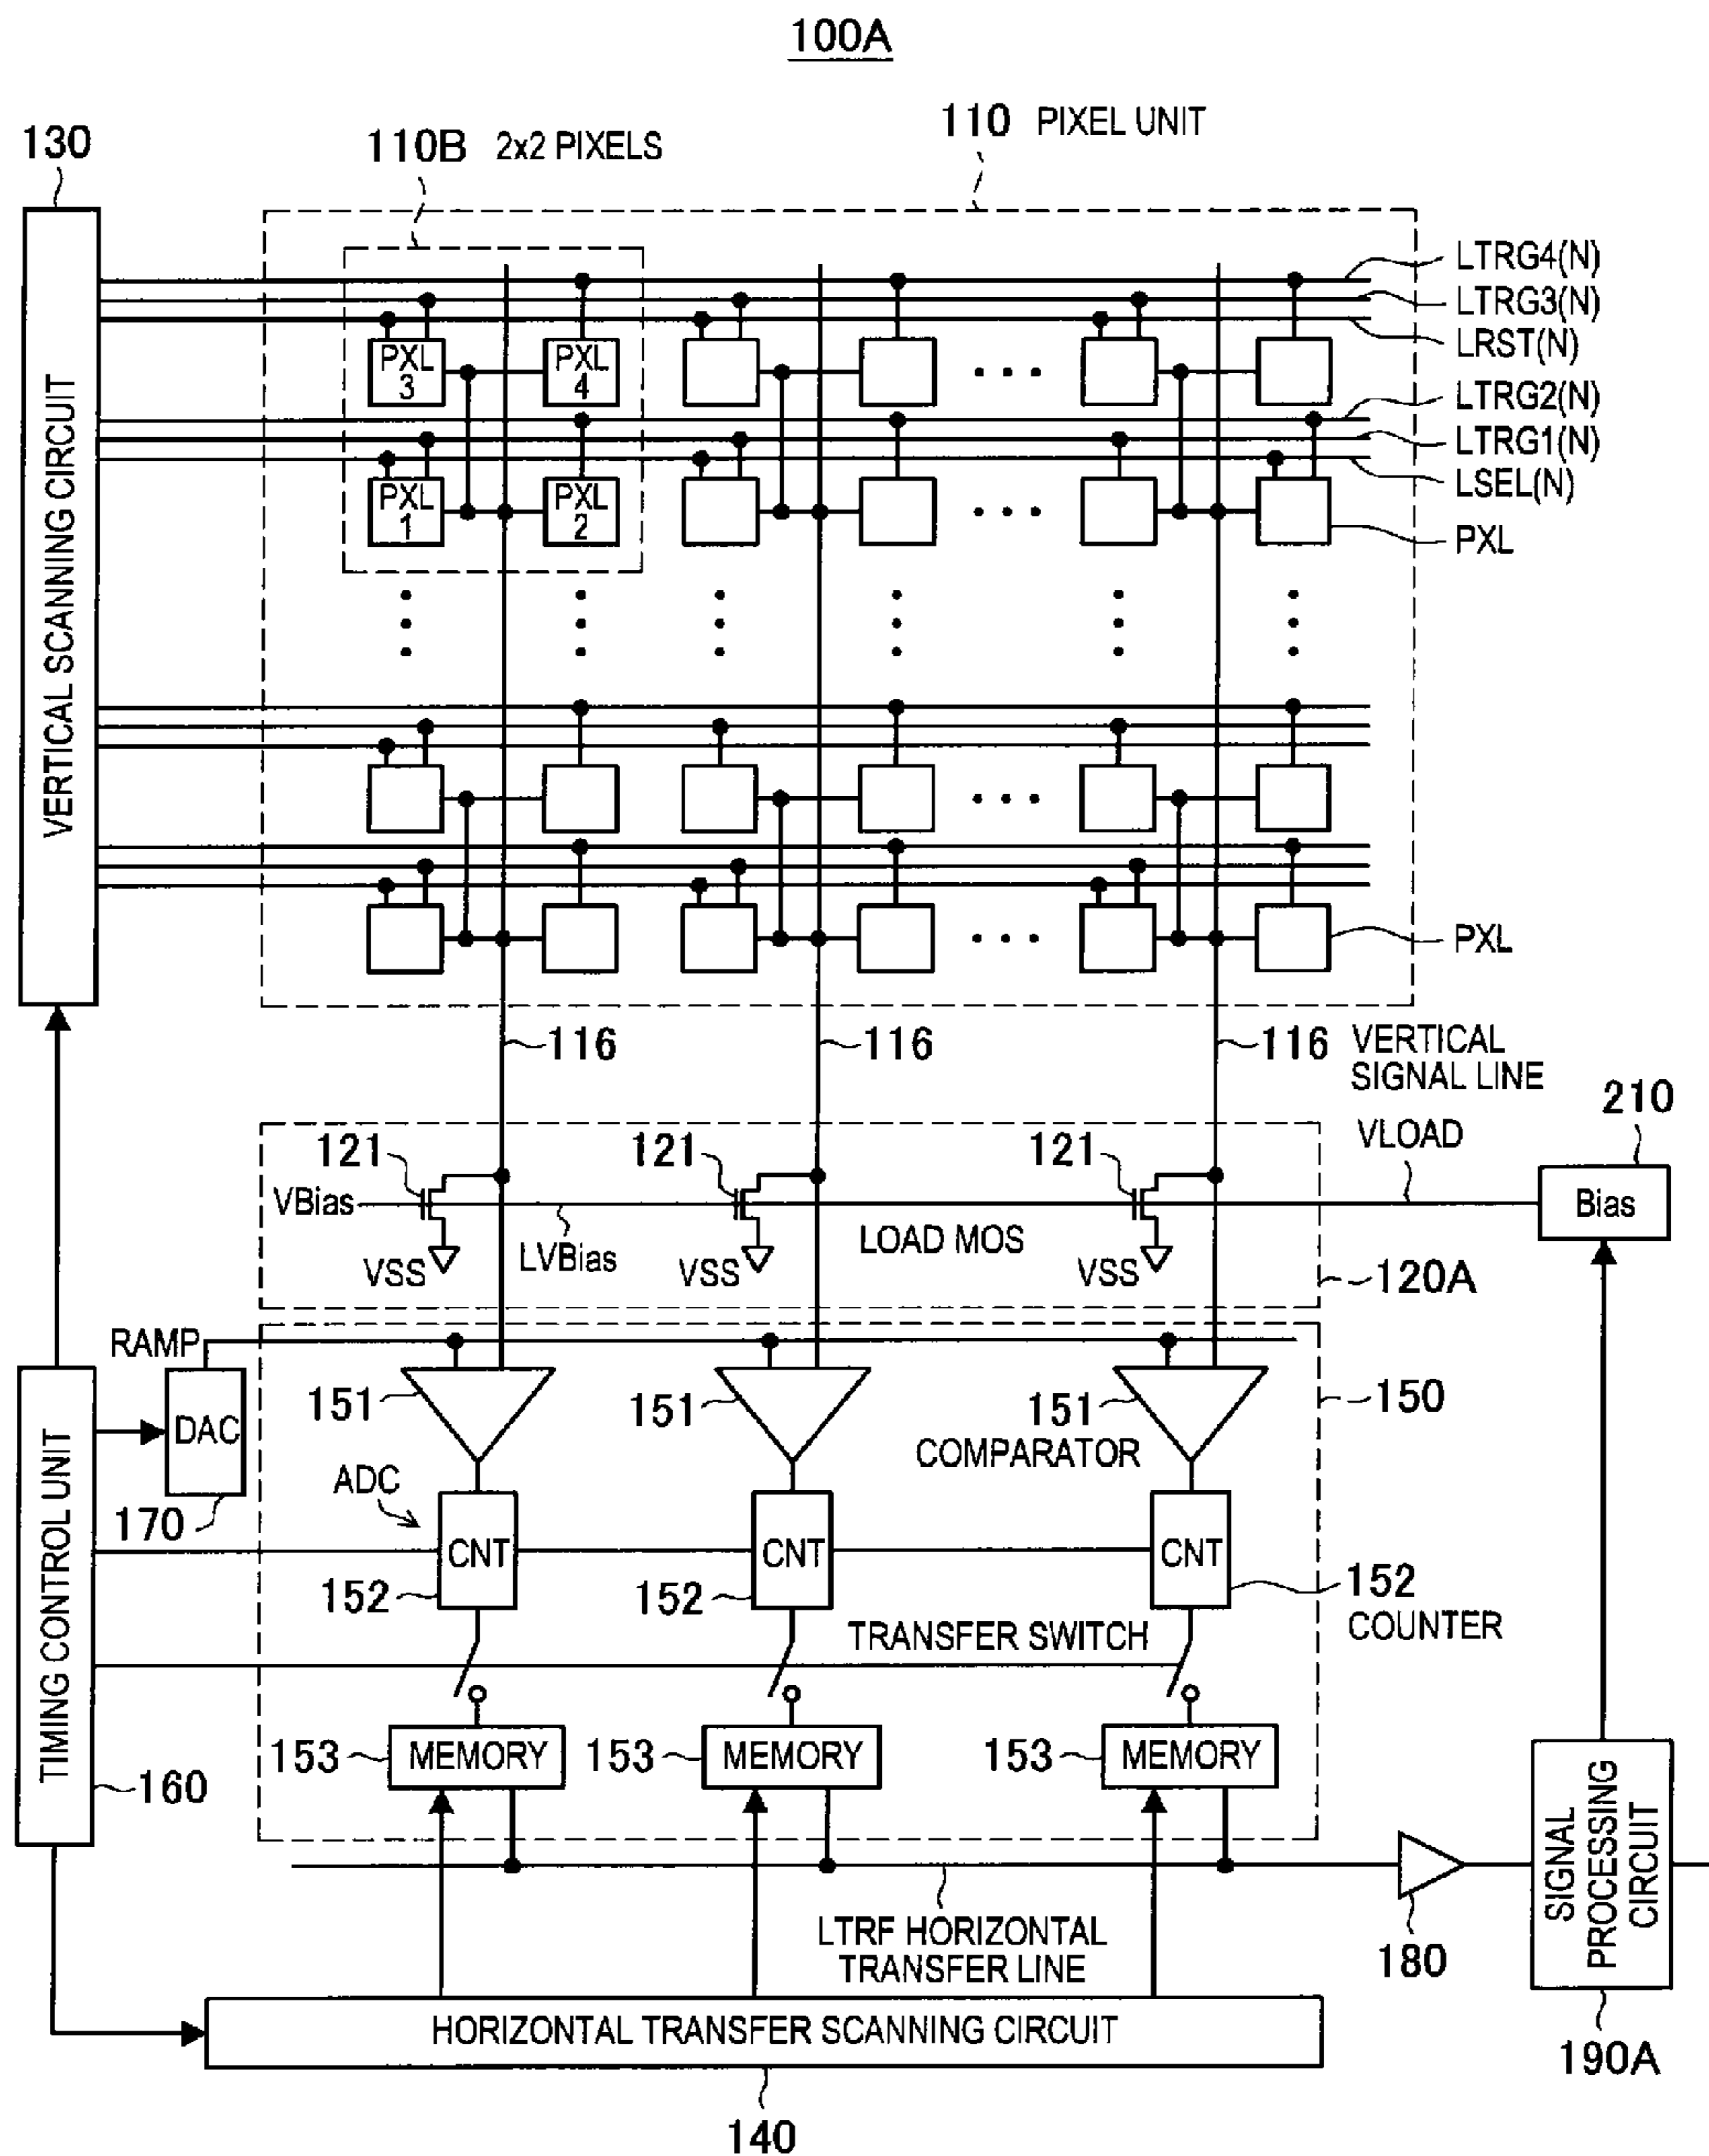 100A
130
110B 2x2 PIXELS
110 PIXEL UNIT
VERTICAL SCANNING CIRCUIT
LTRG4(N)
LTRG3(N)
LRST(N)
PXL 3
PXL 4
LTRG2(N)
LTRG1(N)
LSEL(N)
PXL 1
PXL 2
PXL
PXL
116
116
116
VERTICAL
SIGNAL LINE
210
121
121
121
VLOAD
VBias
Bias
LVBias
LOAD MOS
VSS
VSS
VSS
120A
RAMP
DAC
170
151
151
151
COMPARATOR
150
ADC
CNT
CNT
CNT
152
152
152
COUNTER
TIMING CONTROL UNIT
160
TRANSFER SWITCH
153
MEMORY
153
MEMORY
153
MEMORY
SIGNAL
PROCESSING
CIRCUIT
180
190A
LTRF HORIZONTAL
TRANSFER LINE
HORIZONTAL TRANSFER SCANNING CIRCUIT
140